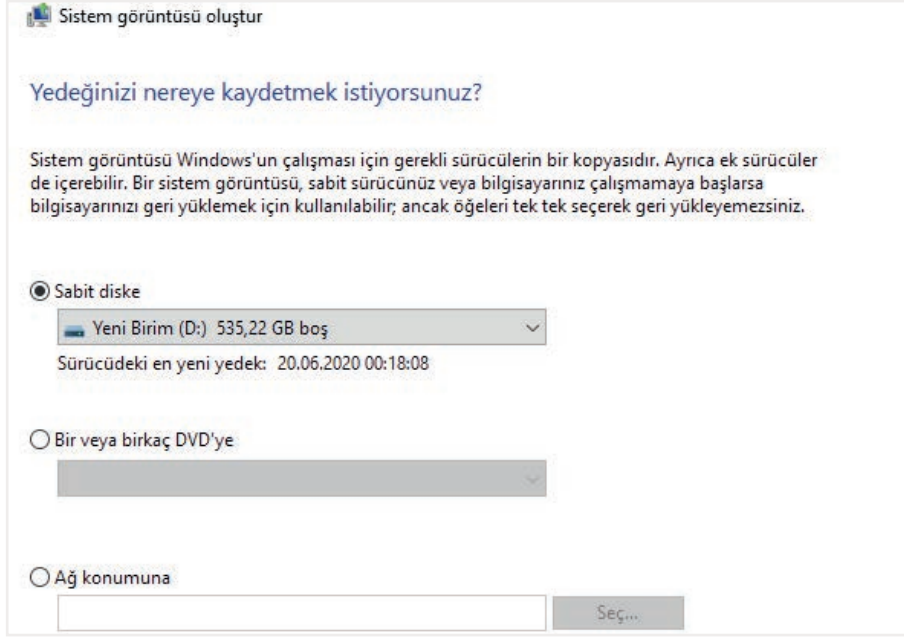 Sistem görüntüsü oluştur
Yedeğinizi nereye kaydetmek istiyorsunuz?
Sistem görüntüsü Windows'un çalışması için gerekli sürücülerin bir kopyasıdır. Ayrıca ek sürücüler
de içerebilir. Bir sistem görüntüsü, sabit sürücünüz veya bilgisayarınız çalışmamaya başlarsa
bilgisayarınızı geri yüklemek için kullanılabilir; ancak öğeleri tek tek seçerek geri yükleyemezsiniz.
Sabit diske
Yeni Birim (D:) 535,22 GB boş
Sürücüdeki en yeni yedek: 20.06.2020 00:18:08
Bir veya birkaç DVD'ye
Ağ konumuna
Seç...